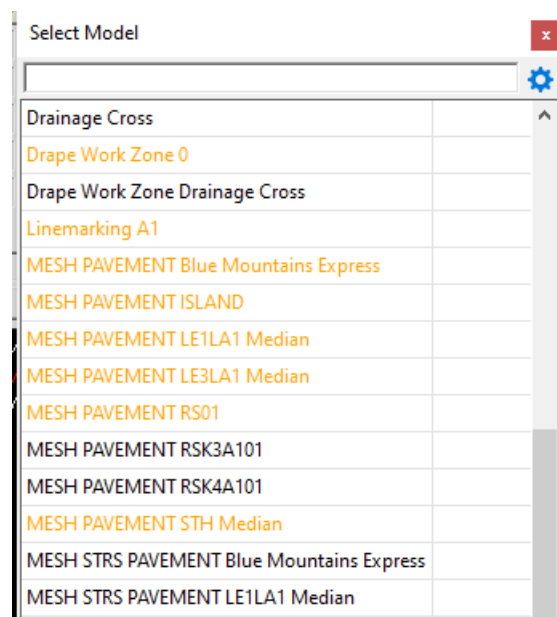 Select Model
x
Drainage Cross
Drape Work Zone 0
Drape Work Zone Drainage Cross
Linemarking A1
MESH PAVEMENT Blue Mountains Express
MESH PAVEMENT ISLAND
MESH PAVEMENT LE1LA1 Median
MESH PAVEMENT LE3LA1 Median
MESH PAVEMENT RS01
MESH PAVEMENT RSK3A101
MESH PAVEMENT RSK4A101
MESH PAVEMENT STH Median
MESH STRS PAVEMENT Blue Mountains Express
MESH STRS PAVEMENT LE1LA1 Median